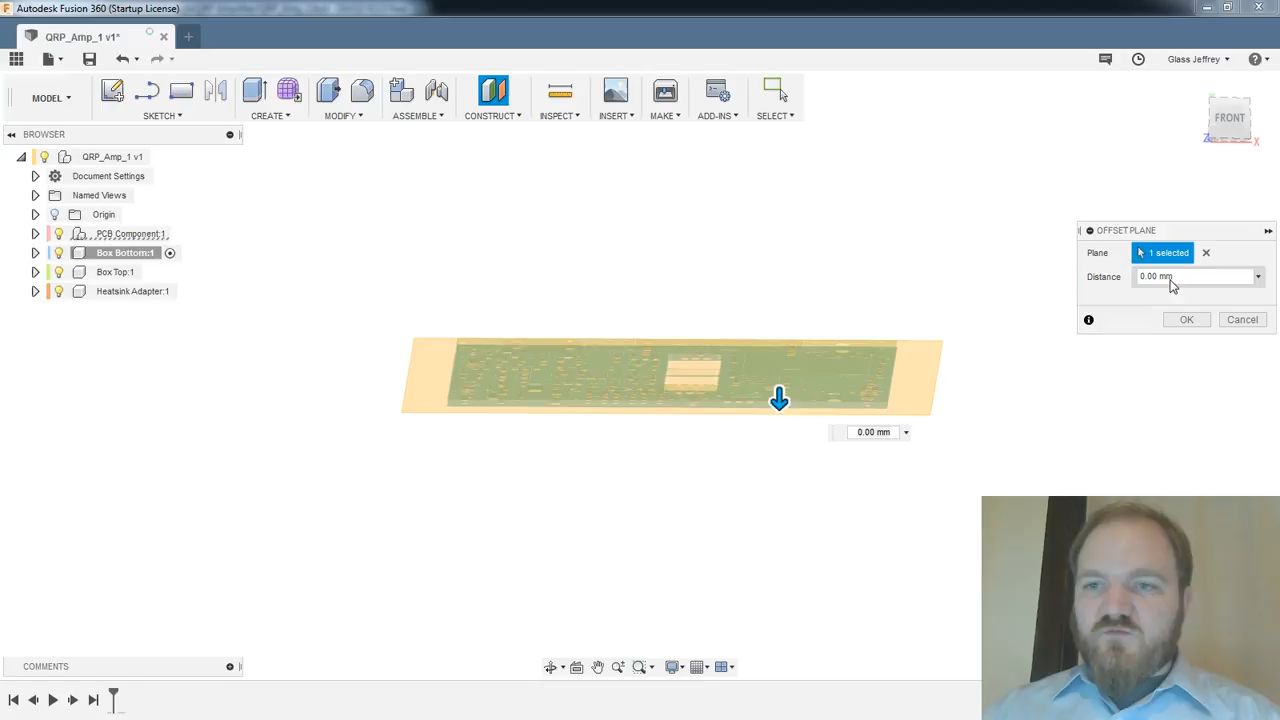 Autodesk Fusion 360 (Startup License)
QRP_Amp_1 v1*
Glass Jeffrey
MODEL
SKETCH
CREATE
MODIFY
ASSEMBLE
CONSTRUCT
INSPECT
INSERT
MAKE
ADD-INS
SELECT
FRONT
Z
X
BROWSER
QRP_Amp_1 v1
Document Settings
Named Views
Origin
PCB Component:1
Box Bottom:1
Box Top:1
Heatsink Adapter:1
OFFSET PLANE
Plane 1 selected
Distance 0.00 mm
OK Cancel
0.00 mm
COMMENTS